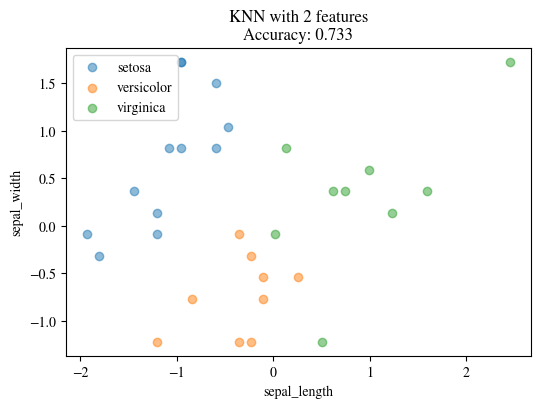 KNN with 2 features
Accuracy: 0.733
setosa
versicolor
virginica
1.5
1.0
0.5
0.0
−0.5
−1.0
sepal_width
−2
−1
0
1
2
sepal_length